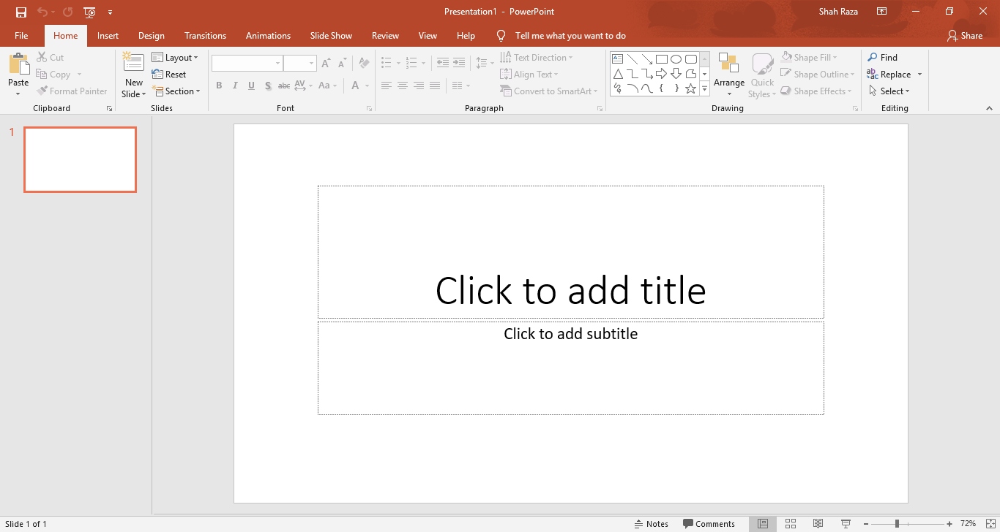 Presentation1 - PowerPoint
Shah Raza
File Home Insert Design Transitions Animations Slide Show Review View Help Tell me what you want to do Share
Paste
Cut
Copy
Format Painter
Clipboard
New
Slide
Layout
Reset
Section
Slides
B I U S abc AV Aa A
Font
Text Direction
Align Text
Convert to SmartArt
Paragraph
Arrange
Quick
Styles
Shape Fill
Shape Outline
Shape Effects
Drawing
Find
Replace
Select
Editing
1
Click to add title
Click to add subtitle
Slide 1 of 1
Notes Comments 72%